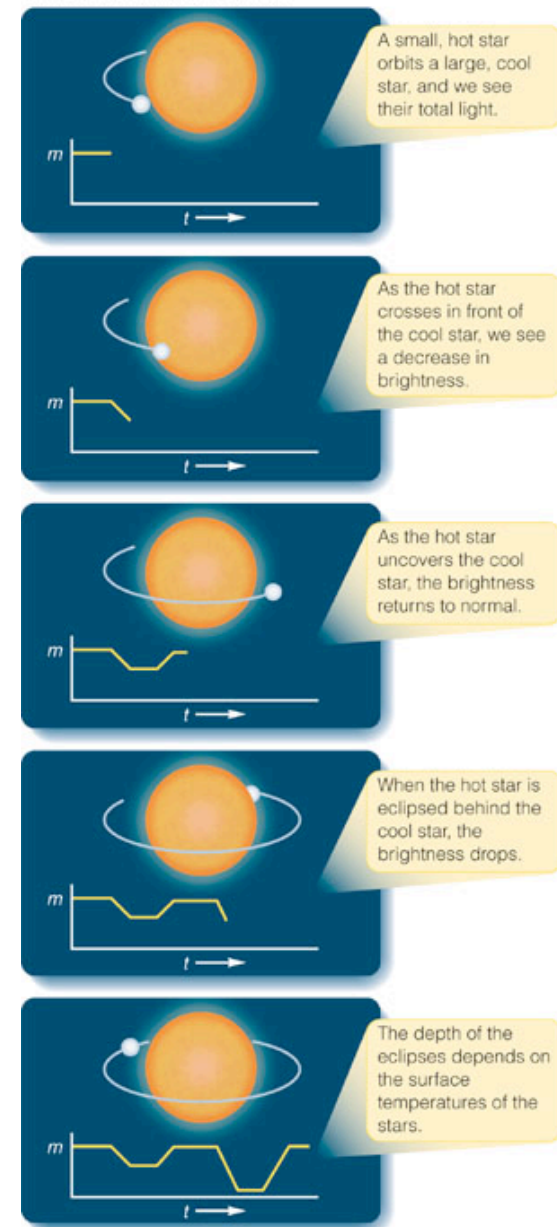 A small, hot star
orbits a large, cool
star, and we see
their total light.
m
t
As the hot star
crosses in front of
the cool star, we see
a decrease in
brightness.
m
t
As the hot star
uncovers the cool
star, the brightness
returns to normal.
m
t
When the hot star is
eclipsed behind the
cool star, the
brightness drops.
m
t
The depth of the
eclipses depends on
the surface
temperatures of the
stars.
m
t